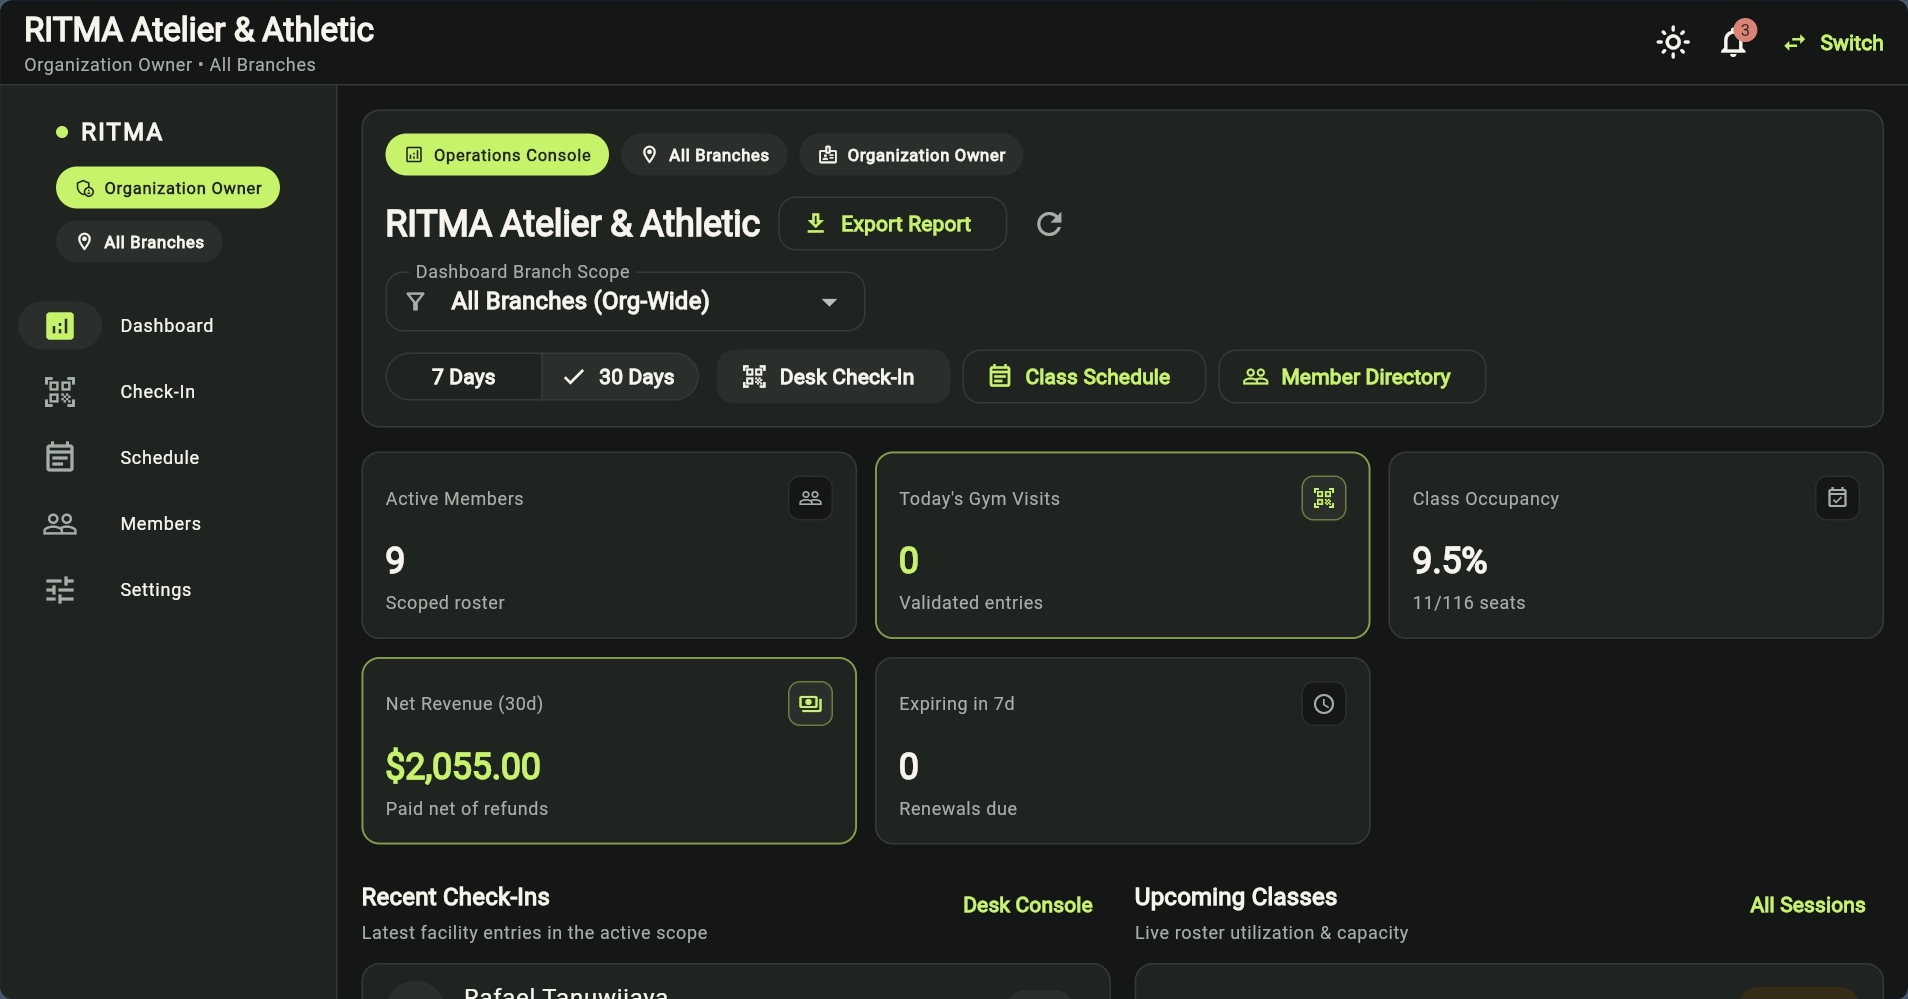 RITMA Atelier & Athletic
Organization Owner • All Branches
3
Switch
RITMA
Organization Owner
All Branches
Dashboard
Check-In
Schedule
Members
Settings
Operations Console
All Branches
Organization Owner
RITMA Atelier & Athletic
Export Report
Dashboard Branch Scope
All Branches (Org-Wide)
7 Days
30 Days
Desk Check-In
Class Schedule
Member Directory
Active Members
9
Scoped roster
Today's Gym Visits
0
Validated entries
Class Occupancy
9.5%
11/116 seats
Net Revenue (30d)
$2,055.00
Paid net of refunds
Expiring in 7d
0
Renewals due
Recent Check-Ins
Latest facility entries in the active scope
Desk Console
Upcoming Classes
Live roster utilization & capacity
All Sessions
Rafael Tanuwijaya